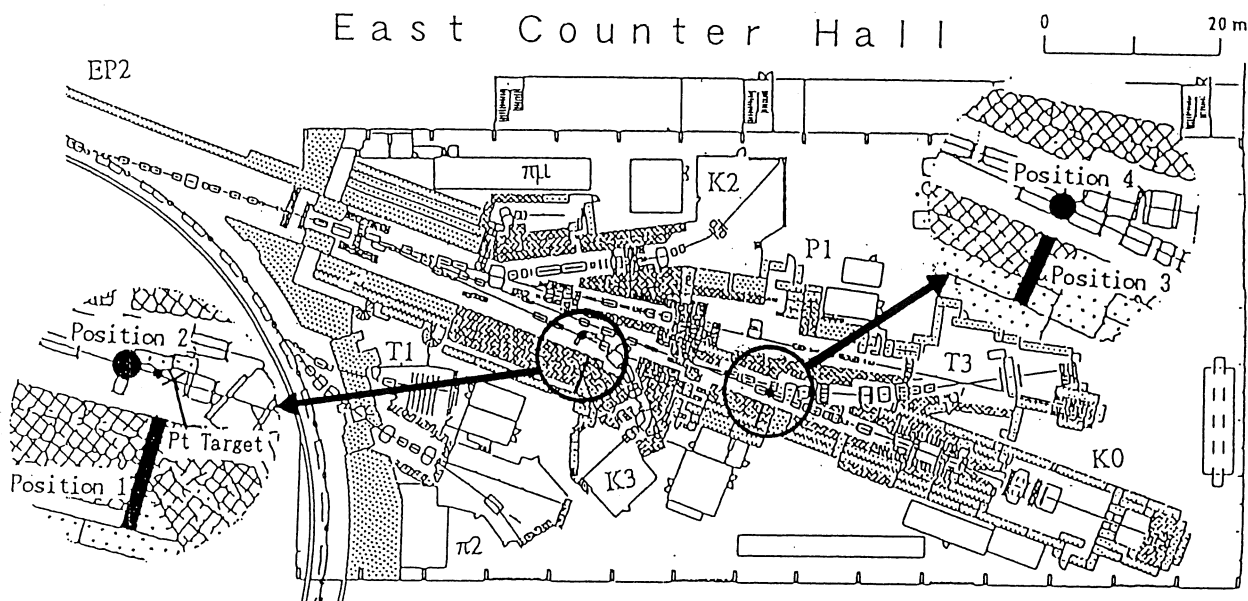 East Counter Hall
0 20 m
EP2
πμ
K2
Position 4
P1
Position 3
Position 2
T1
T3
Pt Target
Position 1
K3
K0
π2